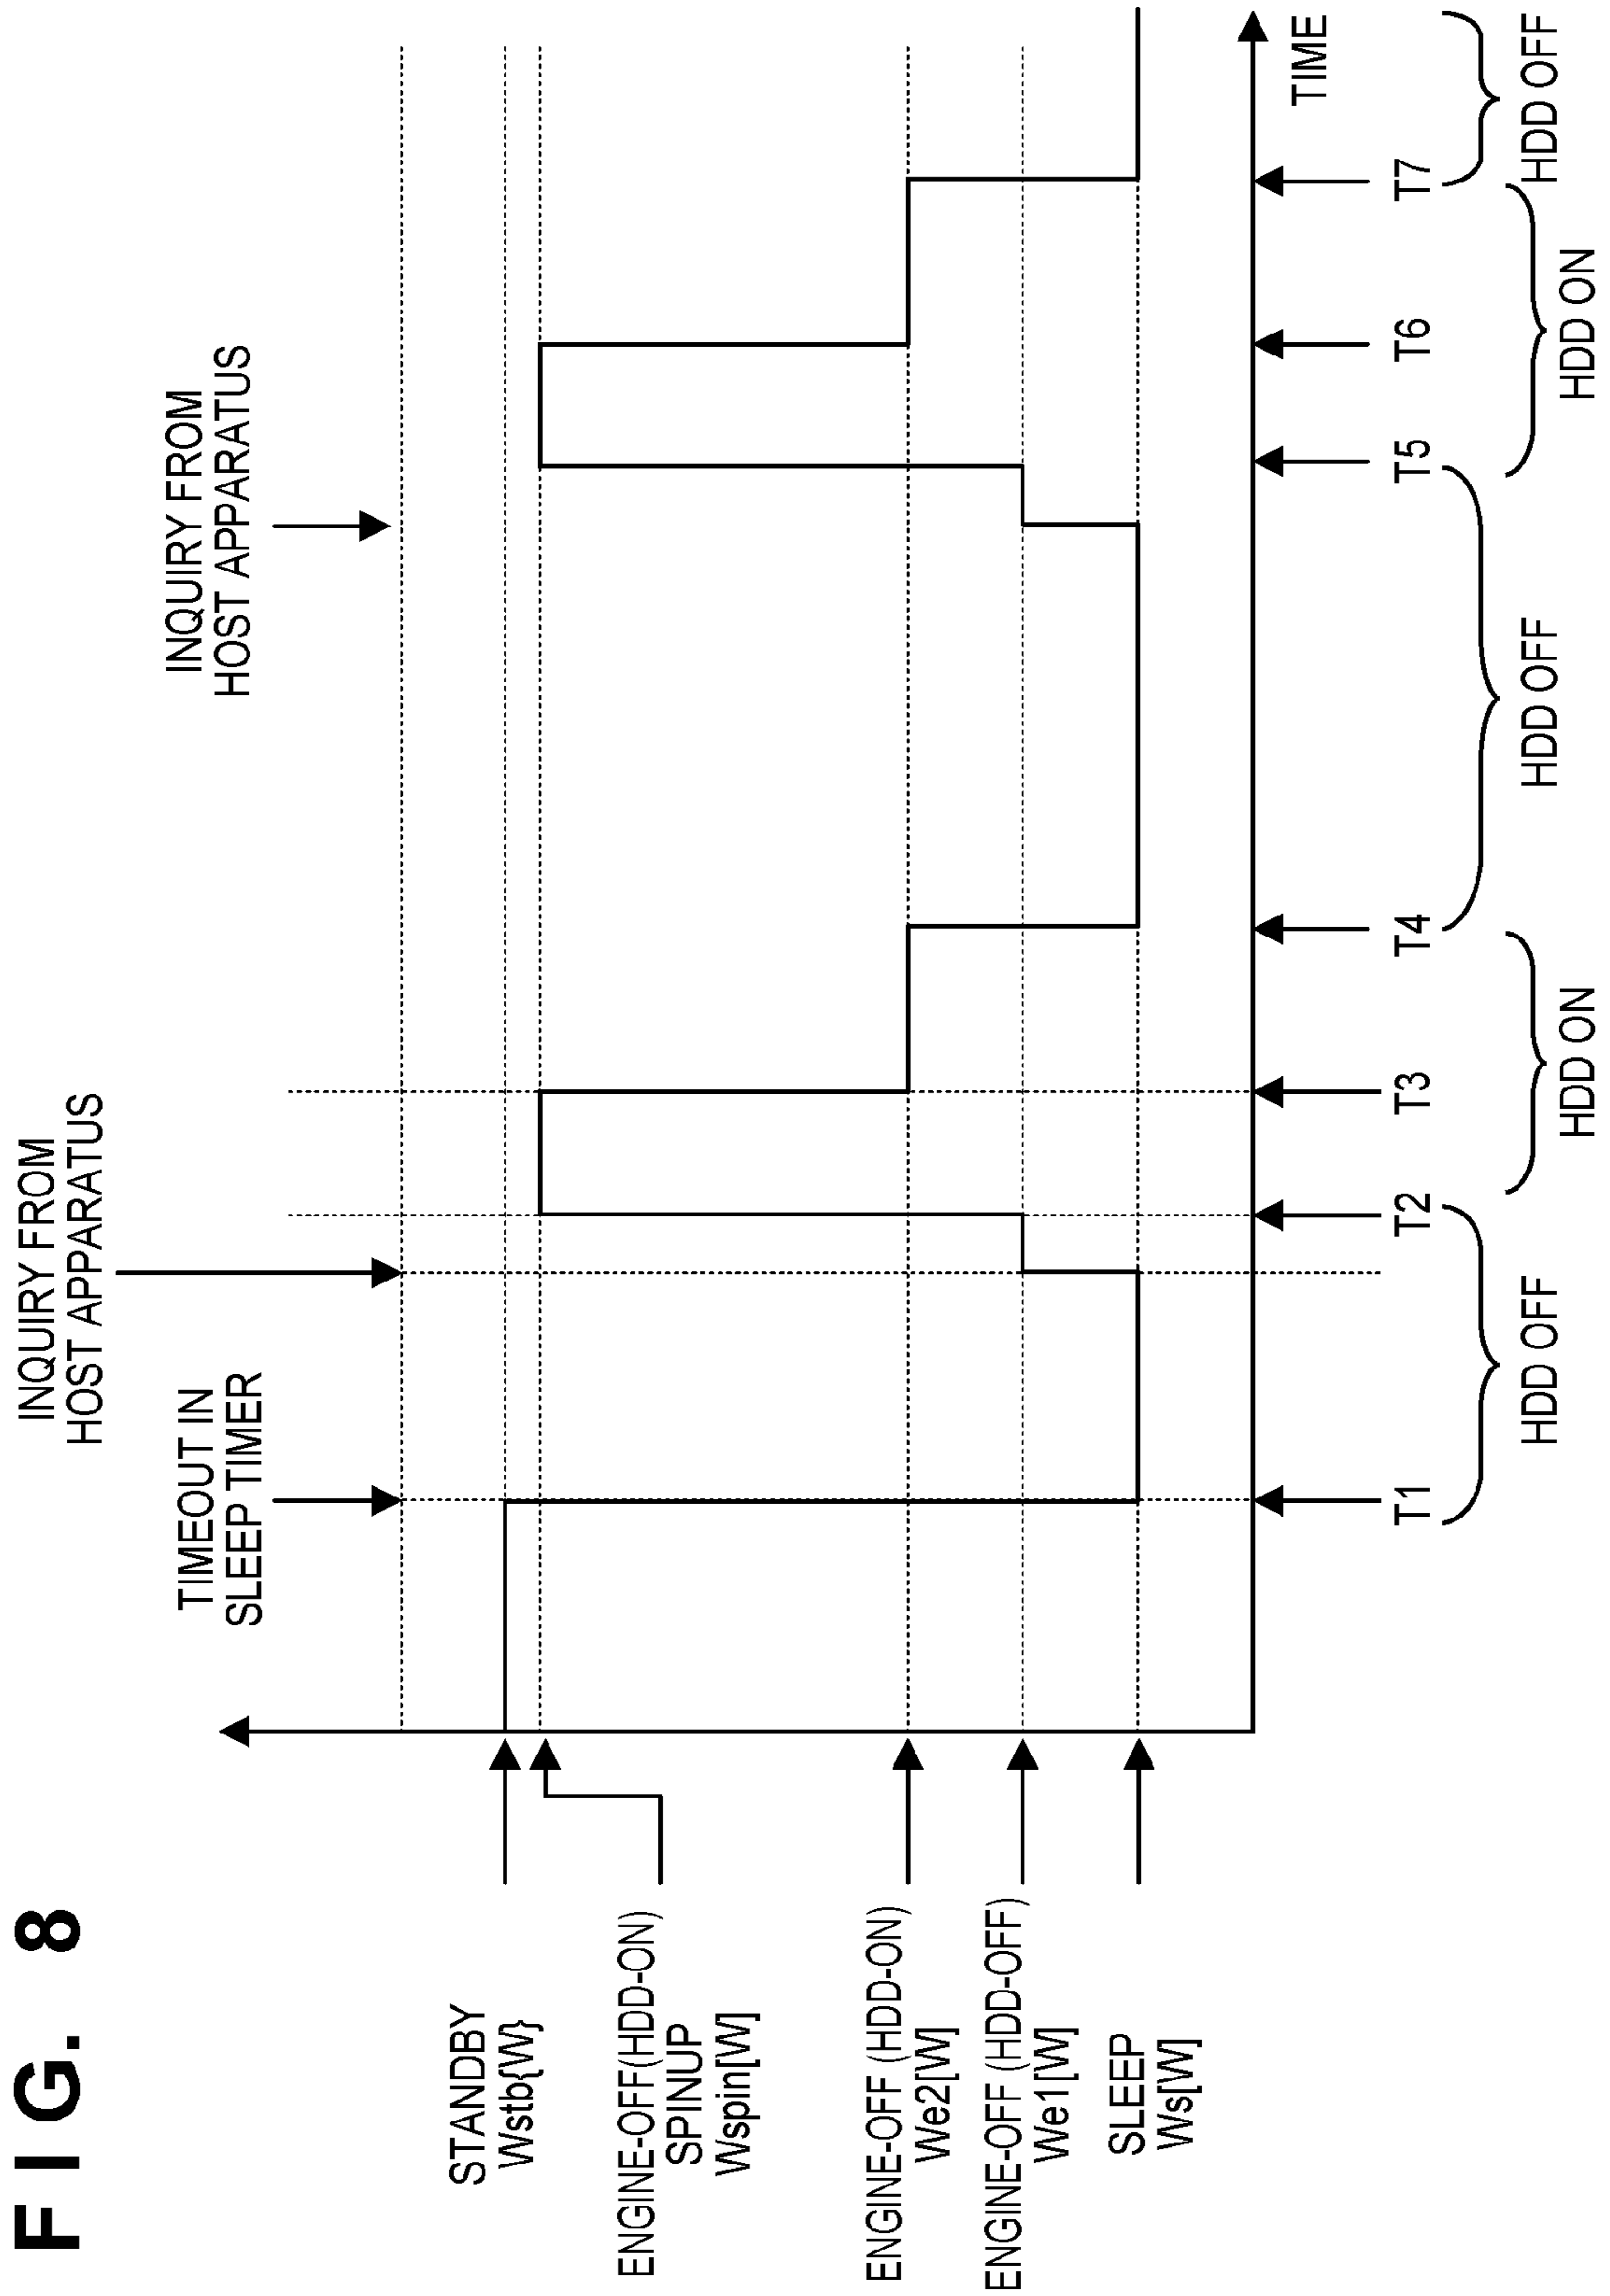 FIG. 8
INQUIRY FROM
HOST APPARATUS
TIMEOUT IN
SLEEP TIMER
INQUIRY FROM
HOST APPARATUS
STANDBY
Wstb{W}
ENGINE-OFF(HDD-ON)
SPINUP
Wspin[W]
ENGINE-OFF (HDD-ON)
We2[W]
ENGINE-OFF (HDD-OFF)
We1[W]
SLEEP
Ws[W]
TIME
T1
T2
T3
T4
T5
T6
T7
HDD OFF
HDD ON
HDD OFF
HDD ON
HDD OFF